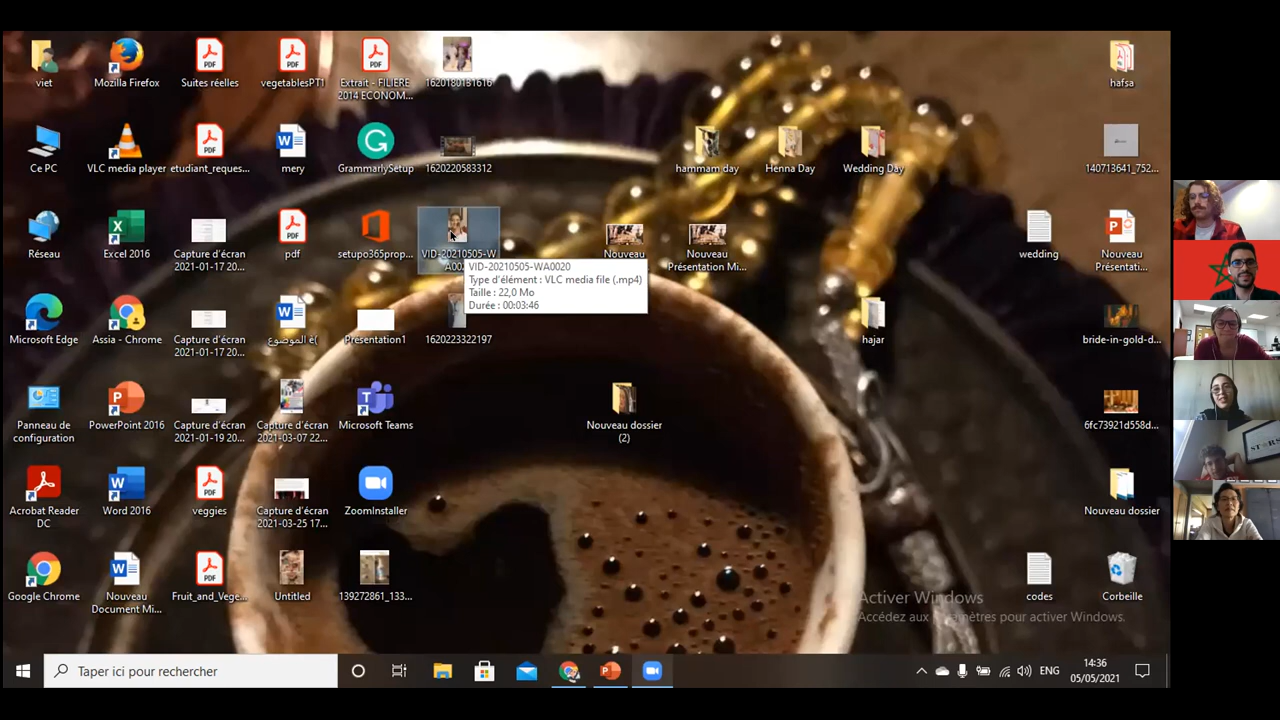 viet
Mozilla Firefox
Suites réelles
vegetablesPT1
Extrait - FILIERE
2014 ECONOM...
1620180131616
hafsa
Ce PC
VLC media player
etudiant_reques...
mery
GrammarlySetup
1620220583312
hammam day
Henna Day
Wedding Day
140713641_752...
Réseau
Excel 2016
Capture d'écran
2021-01-17 20...
pdf
setupo365prop...
VID-20210505-W
A00
Nouveau
Nouveau
Présentation Mi...
wedding
Nouveau
Présentati...
VID-20210505-WA0020
Type d'élément : VLC media file (.mp4)
Taille : 22,0 Mo
Durée : 00:03:46
Microsoft Edge
Assia - Chrome
Capture d'écran
2021-01-17 20...
الموضوع
Présentation1
1620223322197
hajar
bride-in-gold-d...
Panneau de
configuration
PowerPoint 2016
Capture d'écran
2021-01-19 20...
Capture d'écran
2021-03-07 22...
Microsoft Teams
Nouveau dossier
(2)
6fc73921d558d...
Acrobat Reader
DC
Word 2016
veggies
Capture d'écran
2021-03-25 17...
ZoomInstaller
Nouveau dossier
Google Chrome
Nouveau
Document Mi...
Fruit_and_Vege...
Untitled
139272861_133...
codes
Corbeille
Activer Windows
Accédez aux paramètres pour activer Windows.
Taper ici pour rechercher
ENG
14:36
05/05/2021